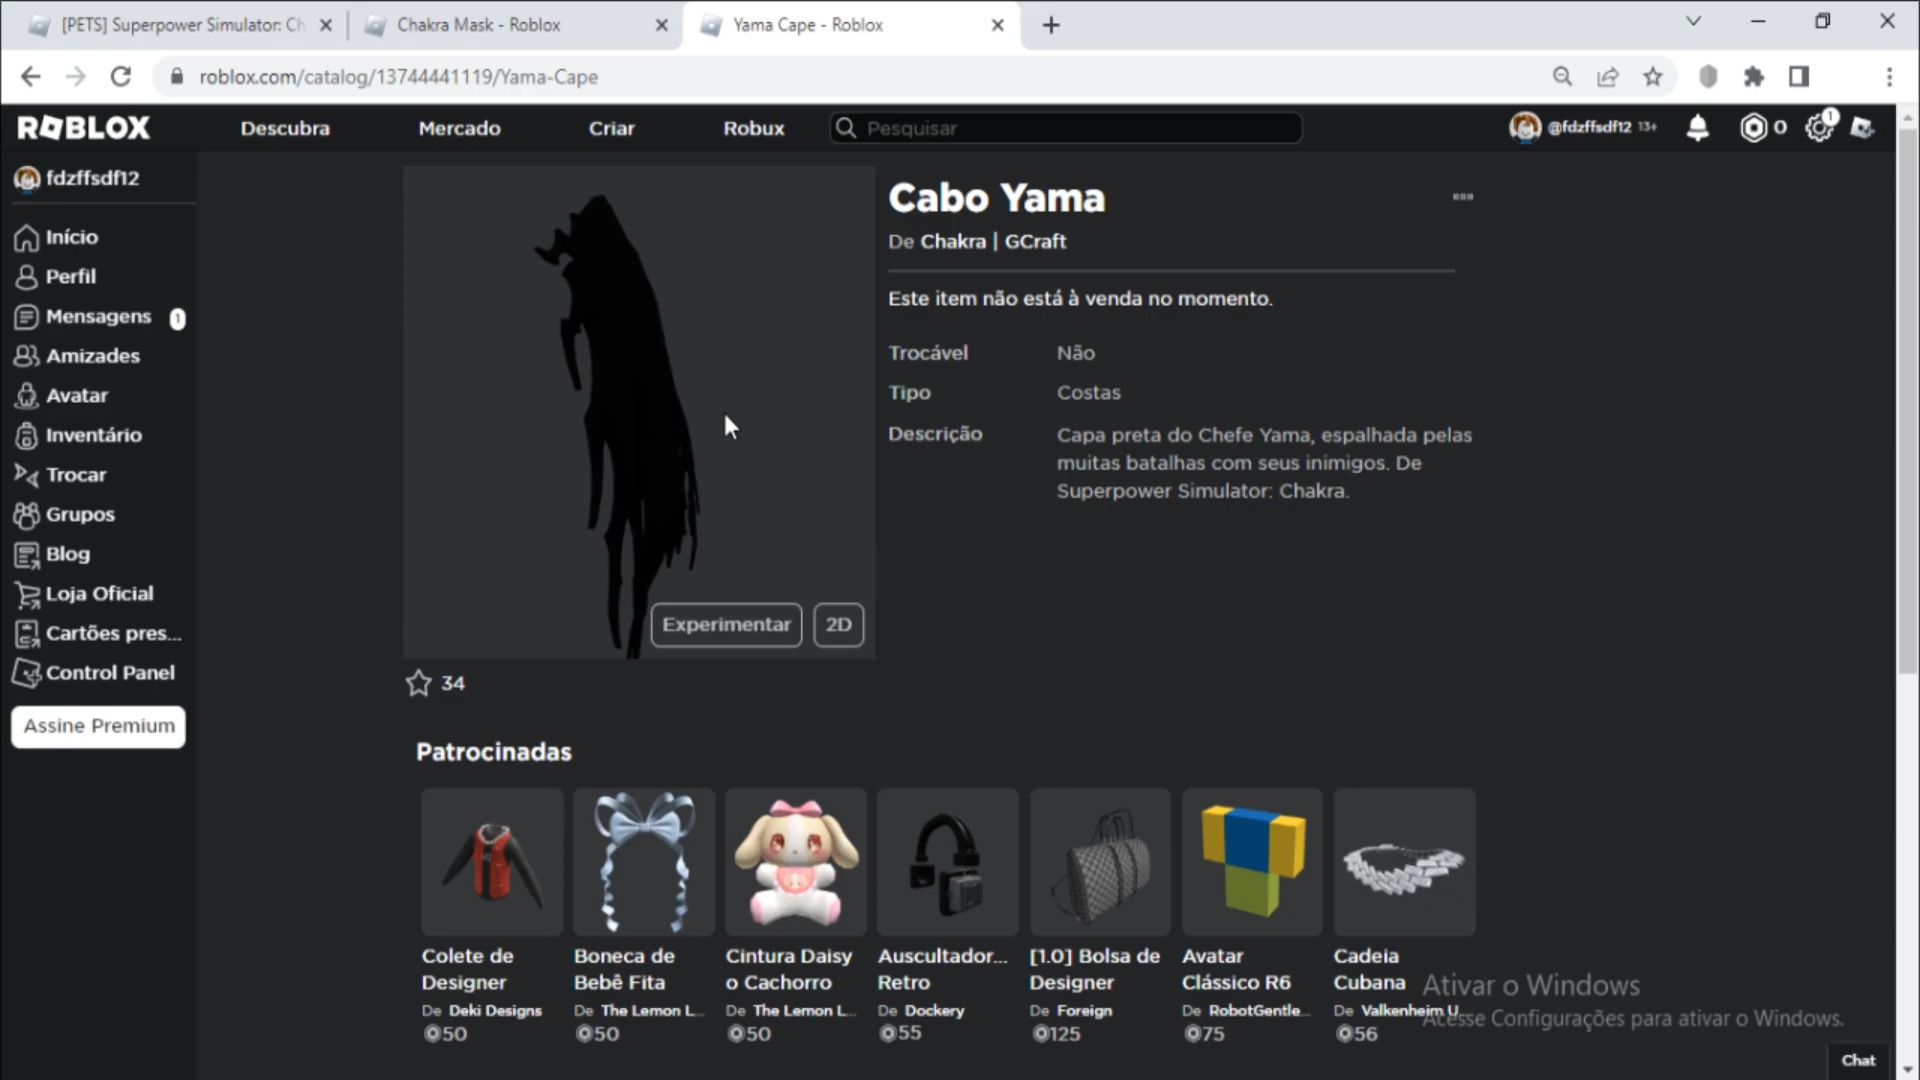 [PETS] Superpower Simulator: Ch
Chakra Mask - Roblox
Yama Cape - Roblox
roblox.com/catalog/13744441119/Yama-Cape
ROBLOX
Descubra
Mercado
Criar
Robux
Pesquisar
@fdzffsdf12 13+
0
1
fdzffsdf12
Início
Perfil
Mensagens 1
Amizades
Avatar
Inventário
Trocar
Grupos
Blog
Loja Oficial
Cartões pres...
Control Panel
Assine Premium
Cabo Yama
De Chakra | GCraft
Este item não está à venda no momento.
Trocável Não
Tipo Costas
Descrição Capa preta do Chefe Yama, espalhada pelas
muitas batalhas com seus inimigos. De
Superpower Simulator: Chakra.
Experimentar
2D
34
Patrocinadas
Colete de
Designer
De Deki Designs
50
Boneca de
Bebê Fita
De The Lemon L...
50
Cintura Daisy
o Cachorro
De The Lemon L...
50
Auscultador...
Retro
De Dockery
55
[1.0] Bolsa de
Designer
De Foreign
125
Avatar
Clássico R6
De RobotGentle...
75
Cadeia
Cubana
De Valkenheim U...
56
Ativar o Windows
Acesse Configurações para ativar o Windows.
Chat